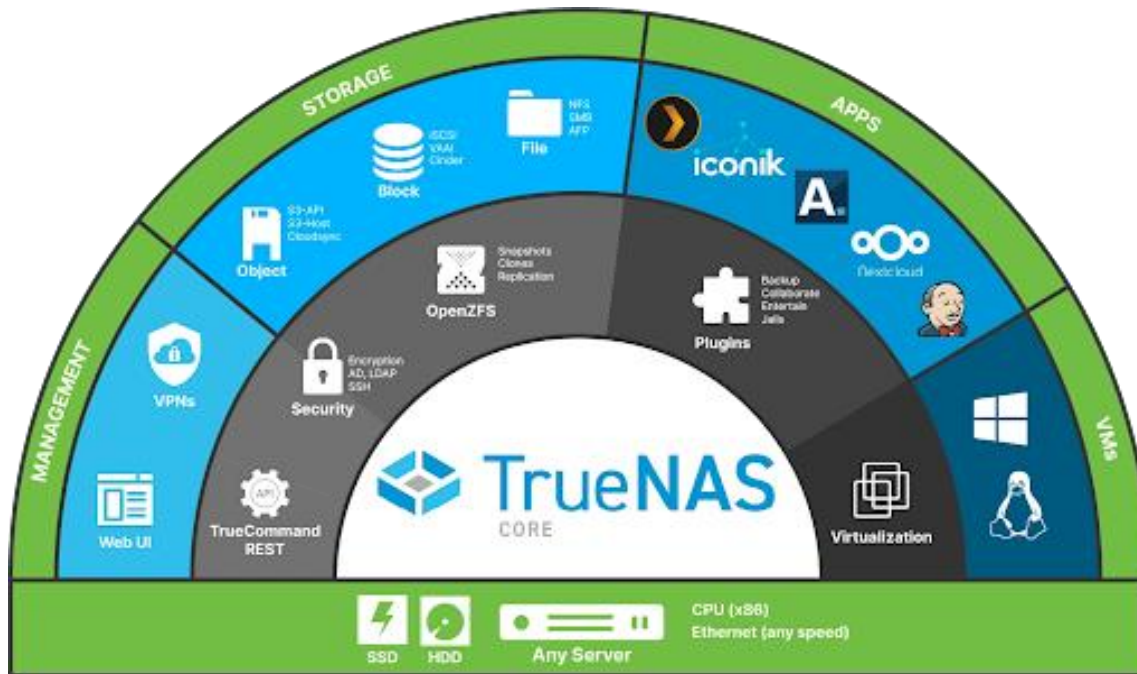 MANAGEMENT
STORAGE
APPS
VMs
Web UI
VPNs
Object
S3-API
S3-Host
Cloudsync
Block
iSCSI
VAAI
Cinder
File
NFS
SMB
AFP
iconik
A.
nextcloud
TrueCommand
REST
API
Security
Encryption
AD, LDAP
SSH
OpenZFS
Snapshots
Clones
Replication
Plugins
Backup
Collaborate
Entertain
Jails
Virtualization
TrueNAS
CORE
SSD
HDD
Any Server
CPU (x86)
Ethernet (any speed)